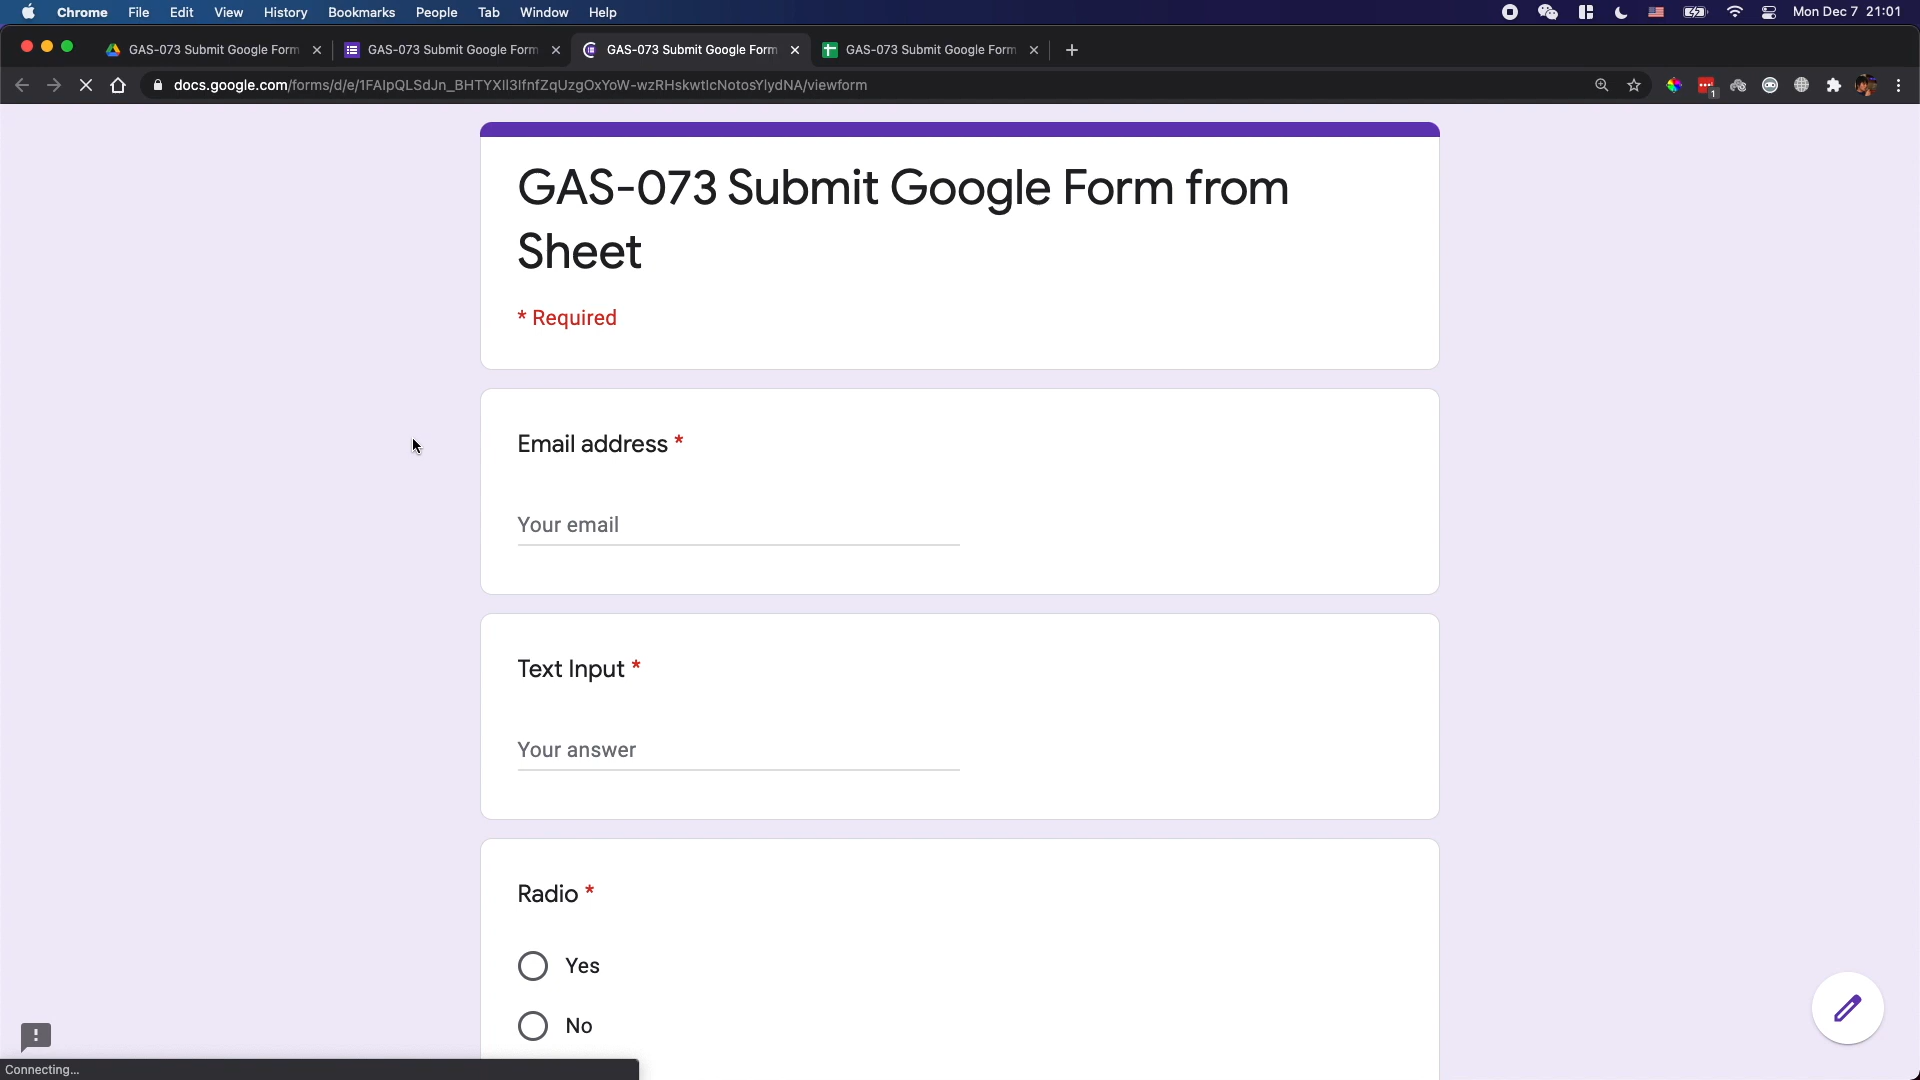 Chrome File Edit View History Bookmarks People Tab Window Help Mon Dec 7 21:01
GAS-073 Submit Google Form GAS-073 Submit Google Form GAS-073 Submit Google Form GAS-073 Submit Google Form
docs.google.com/forms/d/e/1FAIpQLSdJn_BHTYXII3IfnfZqUzgOxYoW-wzRHskwtIcNotosYlydNA/viewform
1
GAS-073 Submit Google Form from
Sheet
* Required
Email address *
Your email
Text Input *
Your answer
Radio *
Yes
No
Connecting...